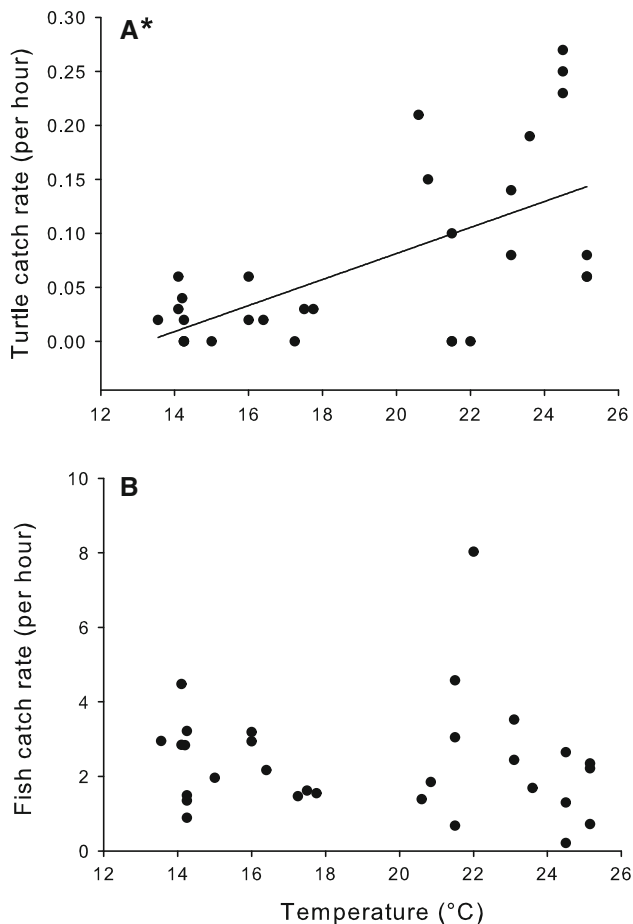 A*
Turtle catch rate (per hour)
0.30
0.25
0.20
0.15
0.10
0.05
0.00
12 14 16 18 20 22 24 26
B
Fish catch rate (per hour)
10
8
6
4
2
0
12 14 16 18 20 22 24 26
Temperature (°C)